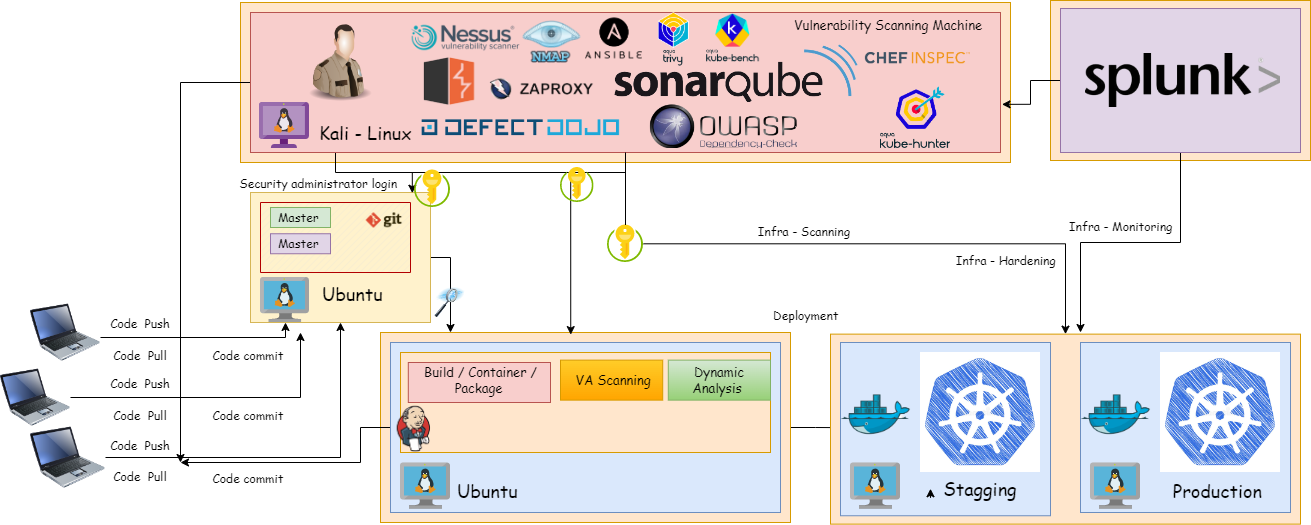 Vulnerability Scanning Machine
Nessus
vulnerability scanner
NMAP
ANSIBLE
aqua
trivy
aqua
kube-bench
CHEF INSPEC
splunk>
ZAPROXY
sonarqube
Kali - Linux
DEFECTDOJO
OWASP
Dependency-Check
aqua
kube-hunter
Security administrator login
Master
git
Master
Ubuntu
Infra - Scanning
Infra - Monitoring
Infra - Hardening
Deployment
Code Push
Code Pull
Code commit
Code Push
Code Pull
Code commit
Code Push
Code Pull
Code commit
Build / Container /
Package
VA Scanning
Dynamic
Analysis
Ubuntu
Stagging
Production